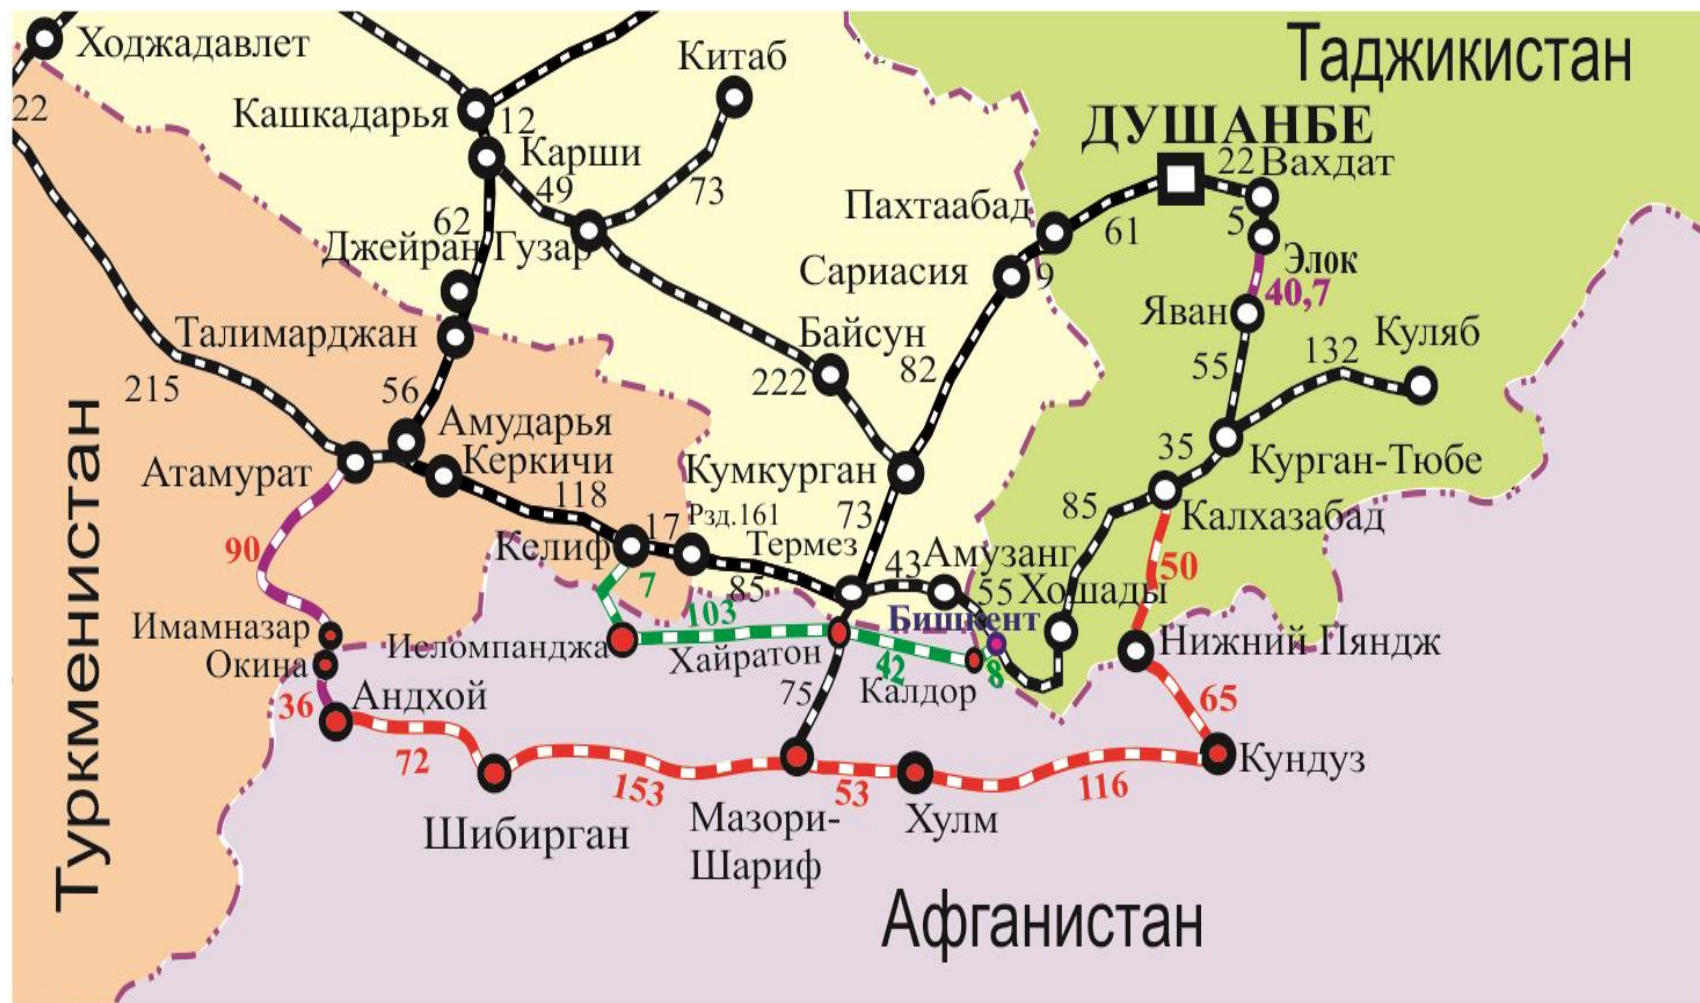 Ходжадавлет
Китаб
Таджикистан
22
Кашкадарья
12
ДУШАНБЕ
Карши
22
Вахдат
49
73
Пахтаабад
61
5
62
Джейран
Гузар
Сариасия
9
Элок
40,7
Талимарджан
Байсун
Яван
Куляб
215
56
222
82
55
132
Туркменистан
Амударья
Атамурат
Керкичи
118
Кумкурган
35
Курган-Тюбе
73
85
Калхазабад
17
Рзд.161
Келиф
Термез
43
Амузанг
90
7
85
50
55
Хошады
103
Бишкент
Имамназар
Исломпанджа
Хайратон
Нижний Пяндж
Окина
42
8
Калдор
Андхой
75
36
65
72
153
53
116
Кундуз
Шибирган
Мазори-
Шариф
Хулм
Афганистан